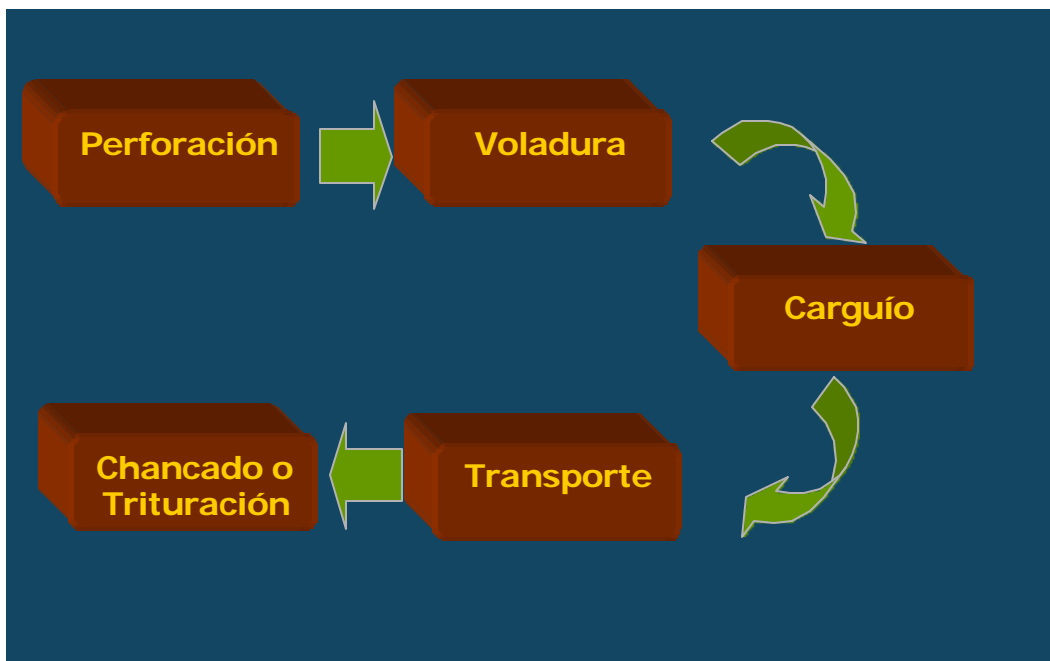 Perforación
Voladura
Carguío
Transporte
Chancado o
Trituración